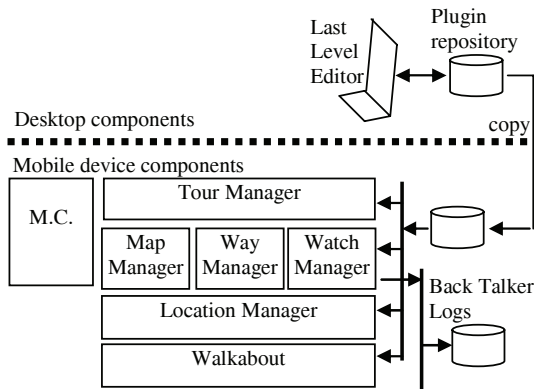 Last
Level
Editor
Plugin
repository
Desktop components
copy
Mobile device components
M.C.
Tour Manager
Map
Manager
Way
Manager
Watch
Manager
Back Talker
Logs
Location Manager
Walkabout